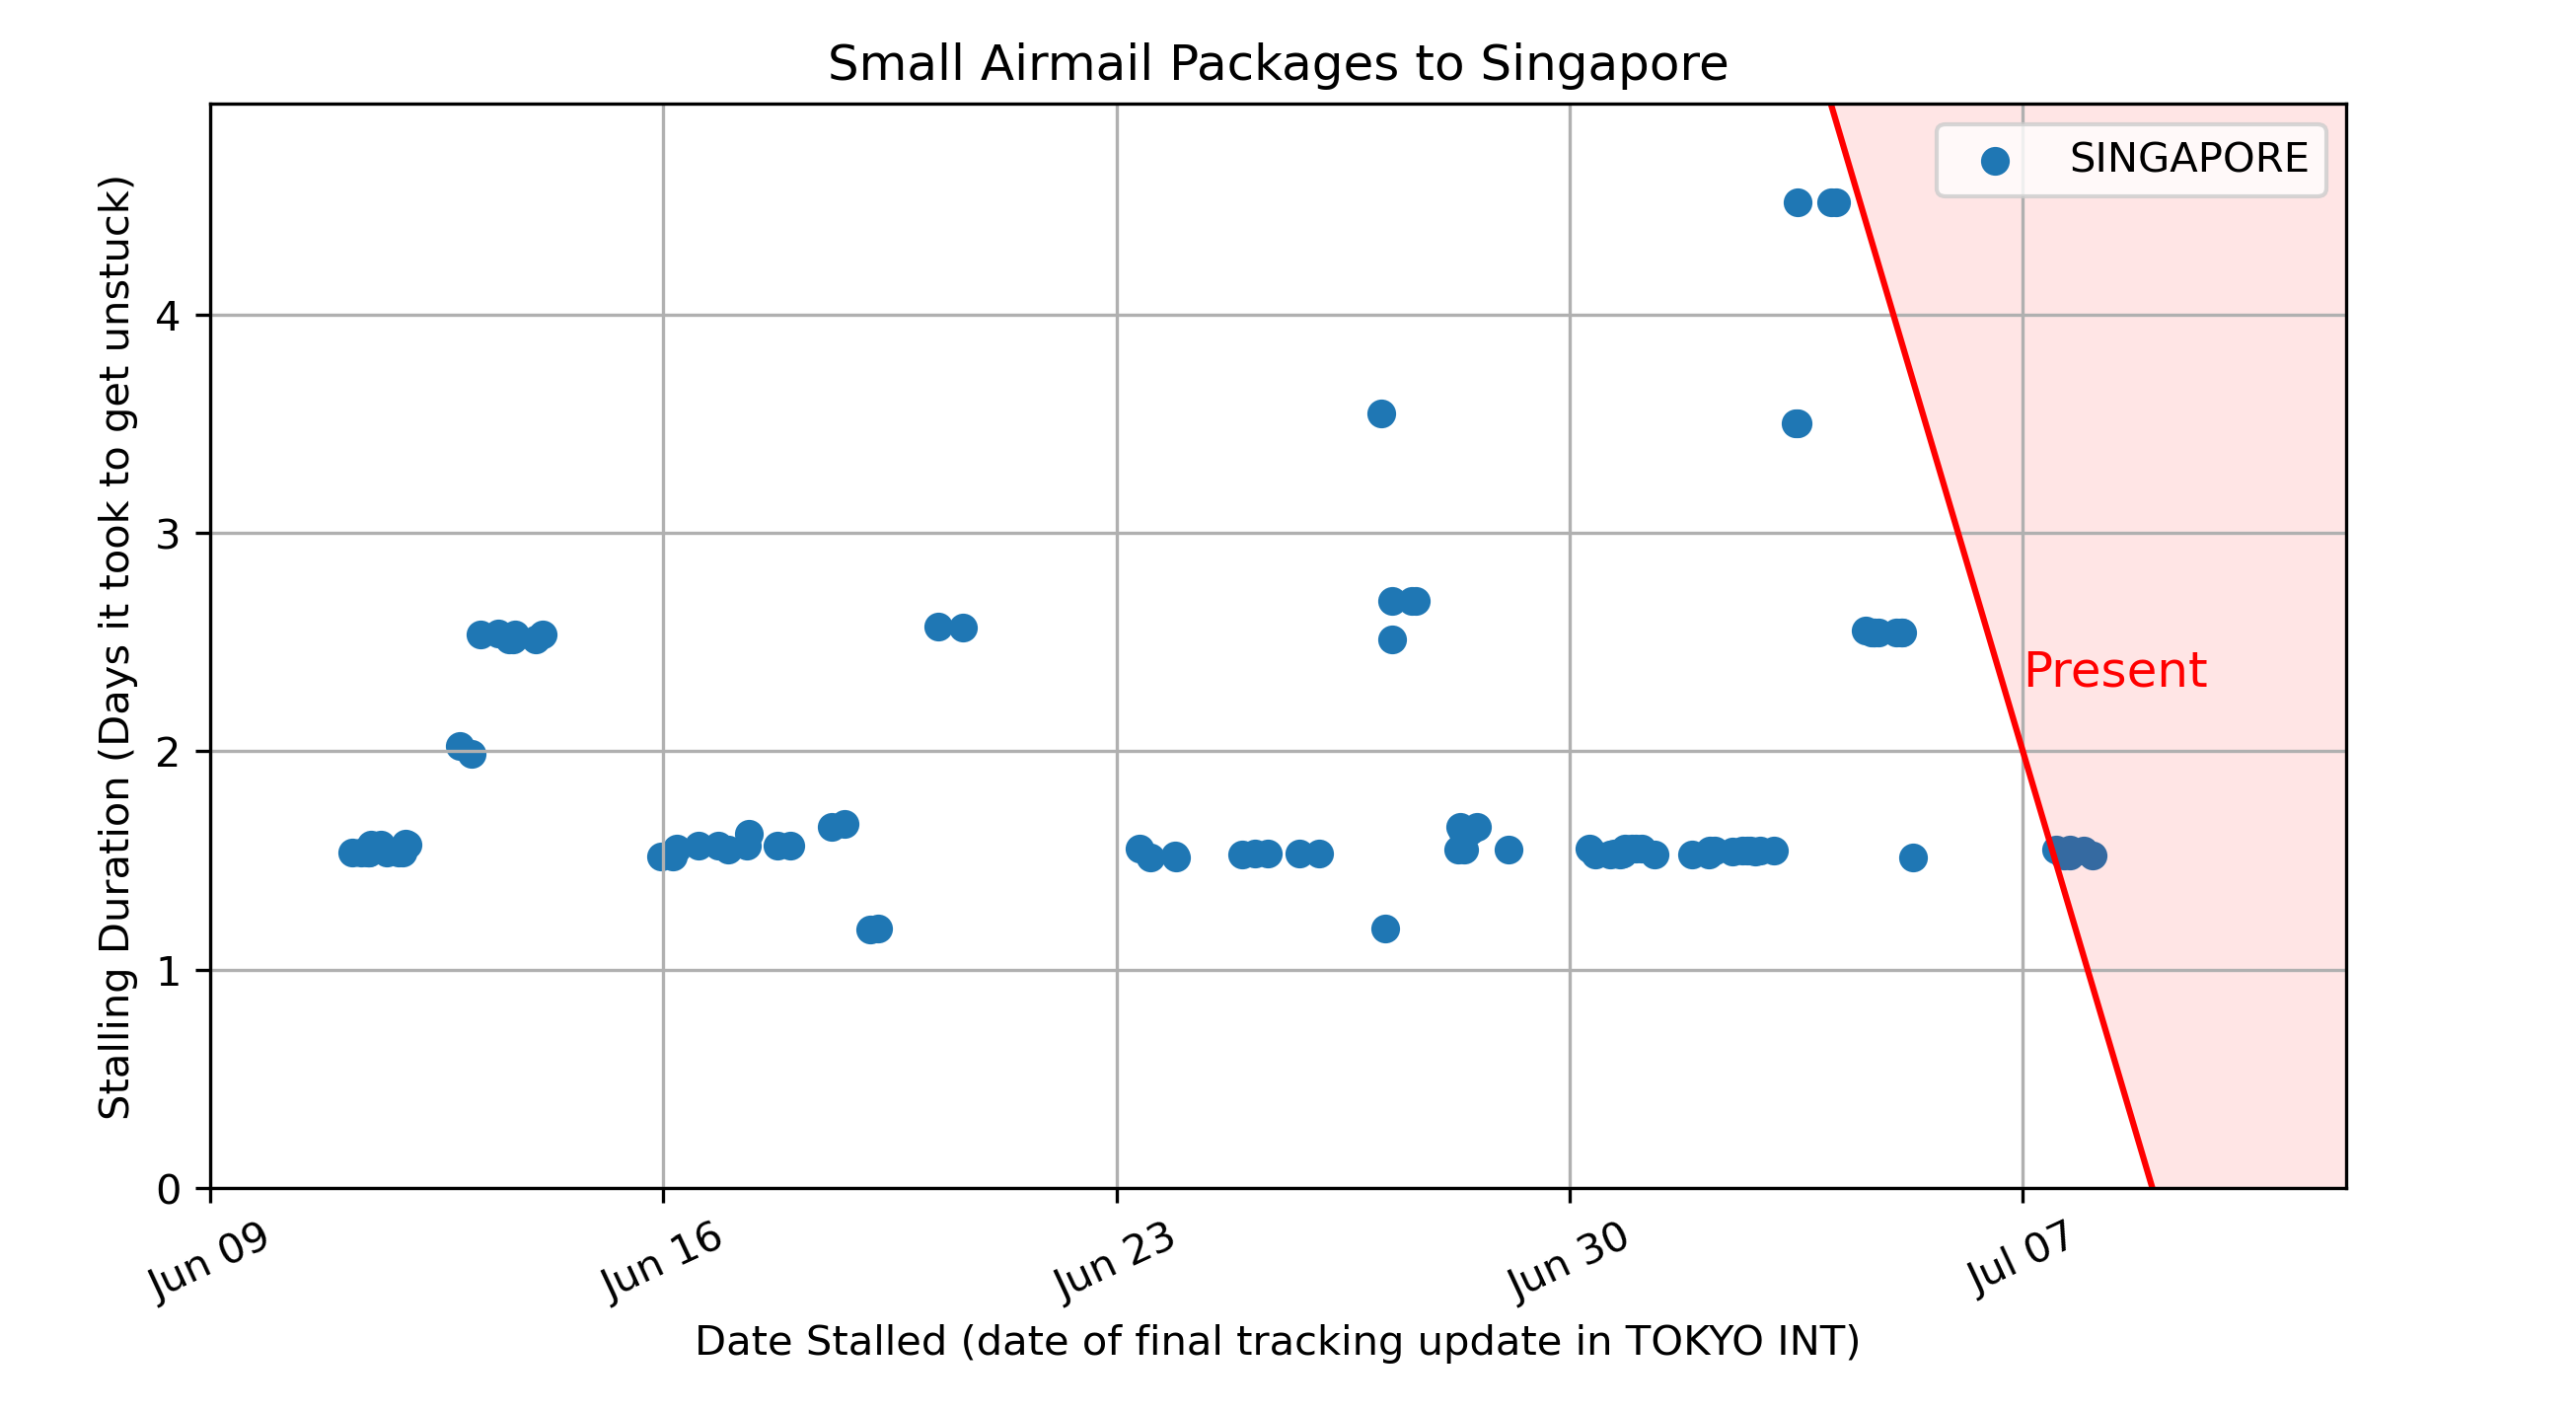 Small Airmail Packages to Singapore
SINGAPORE
Stalling Duration (Days it took to get unstuck)
4
3
2
1
0
Present
Jun 09
Jun 16
Jun 23
Jun 30
Jul 07
Date Stalled (date of final tracking update in TOKYO INT)